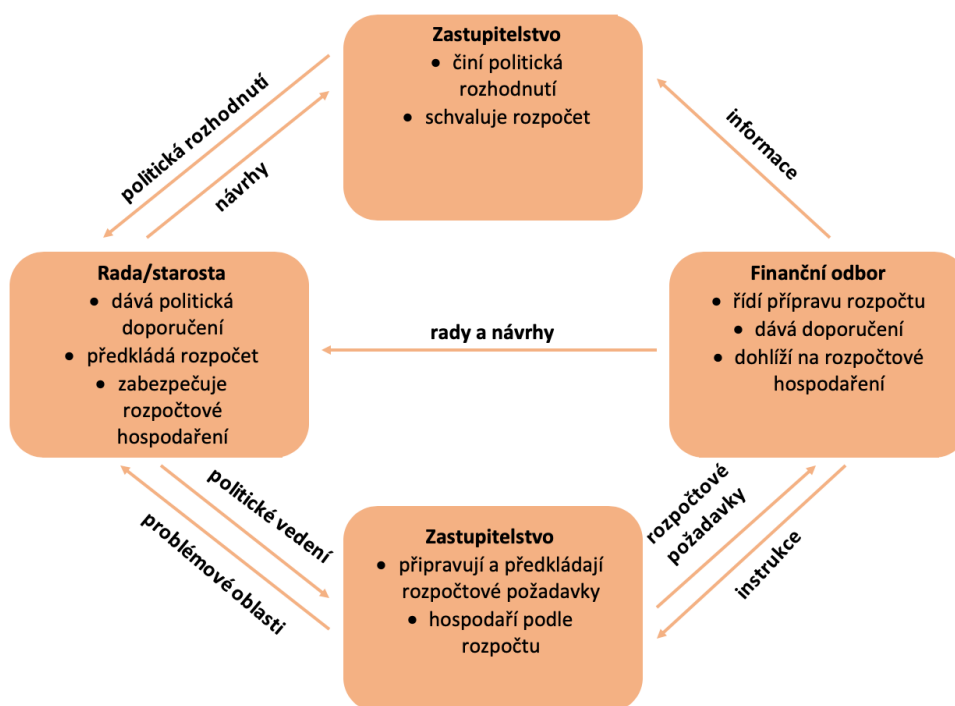 Zastupitelstvo
• činí politická
rozhodnutí
• schvaluje rozpočet
politická rozhodnutí
návrhy
informace
Rada/starosta
• dává politická
doporučení
• předkládá rozpočet
• zabezpečuje
rozpočtové
hospodaření
rady a návrhy
Finanční odbor
• řídí přípravu rozpočtu
• dává doporučení
• dohlíží na rozpočtové
hospodaření
politické vedení
problémové oblasti
Zastupitelstvo
• připravují a předkládají
rozpočtové požadavky
• hospodaří podle
rozpočtu
rozpočtové
požadavky
instrukce